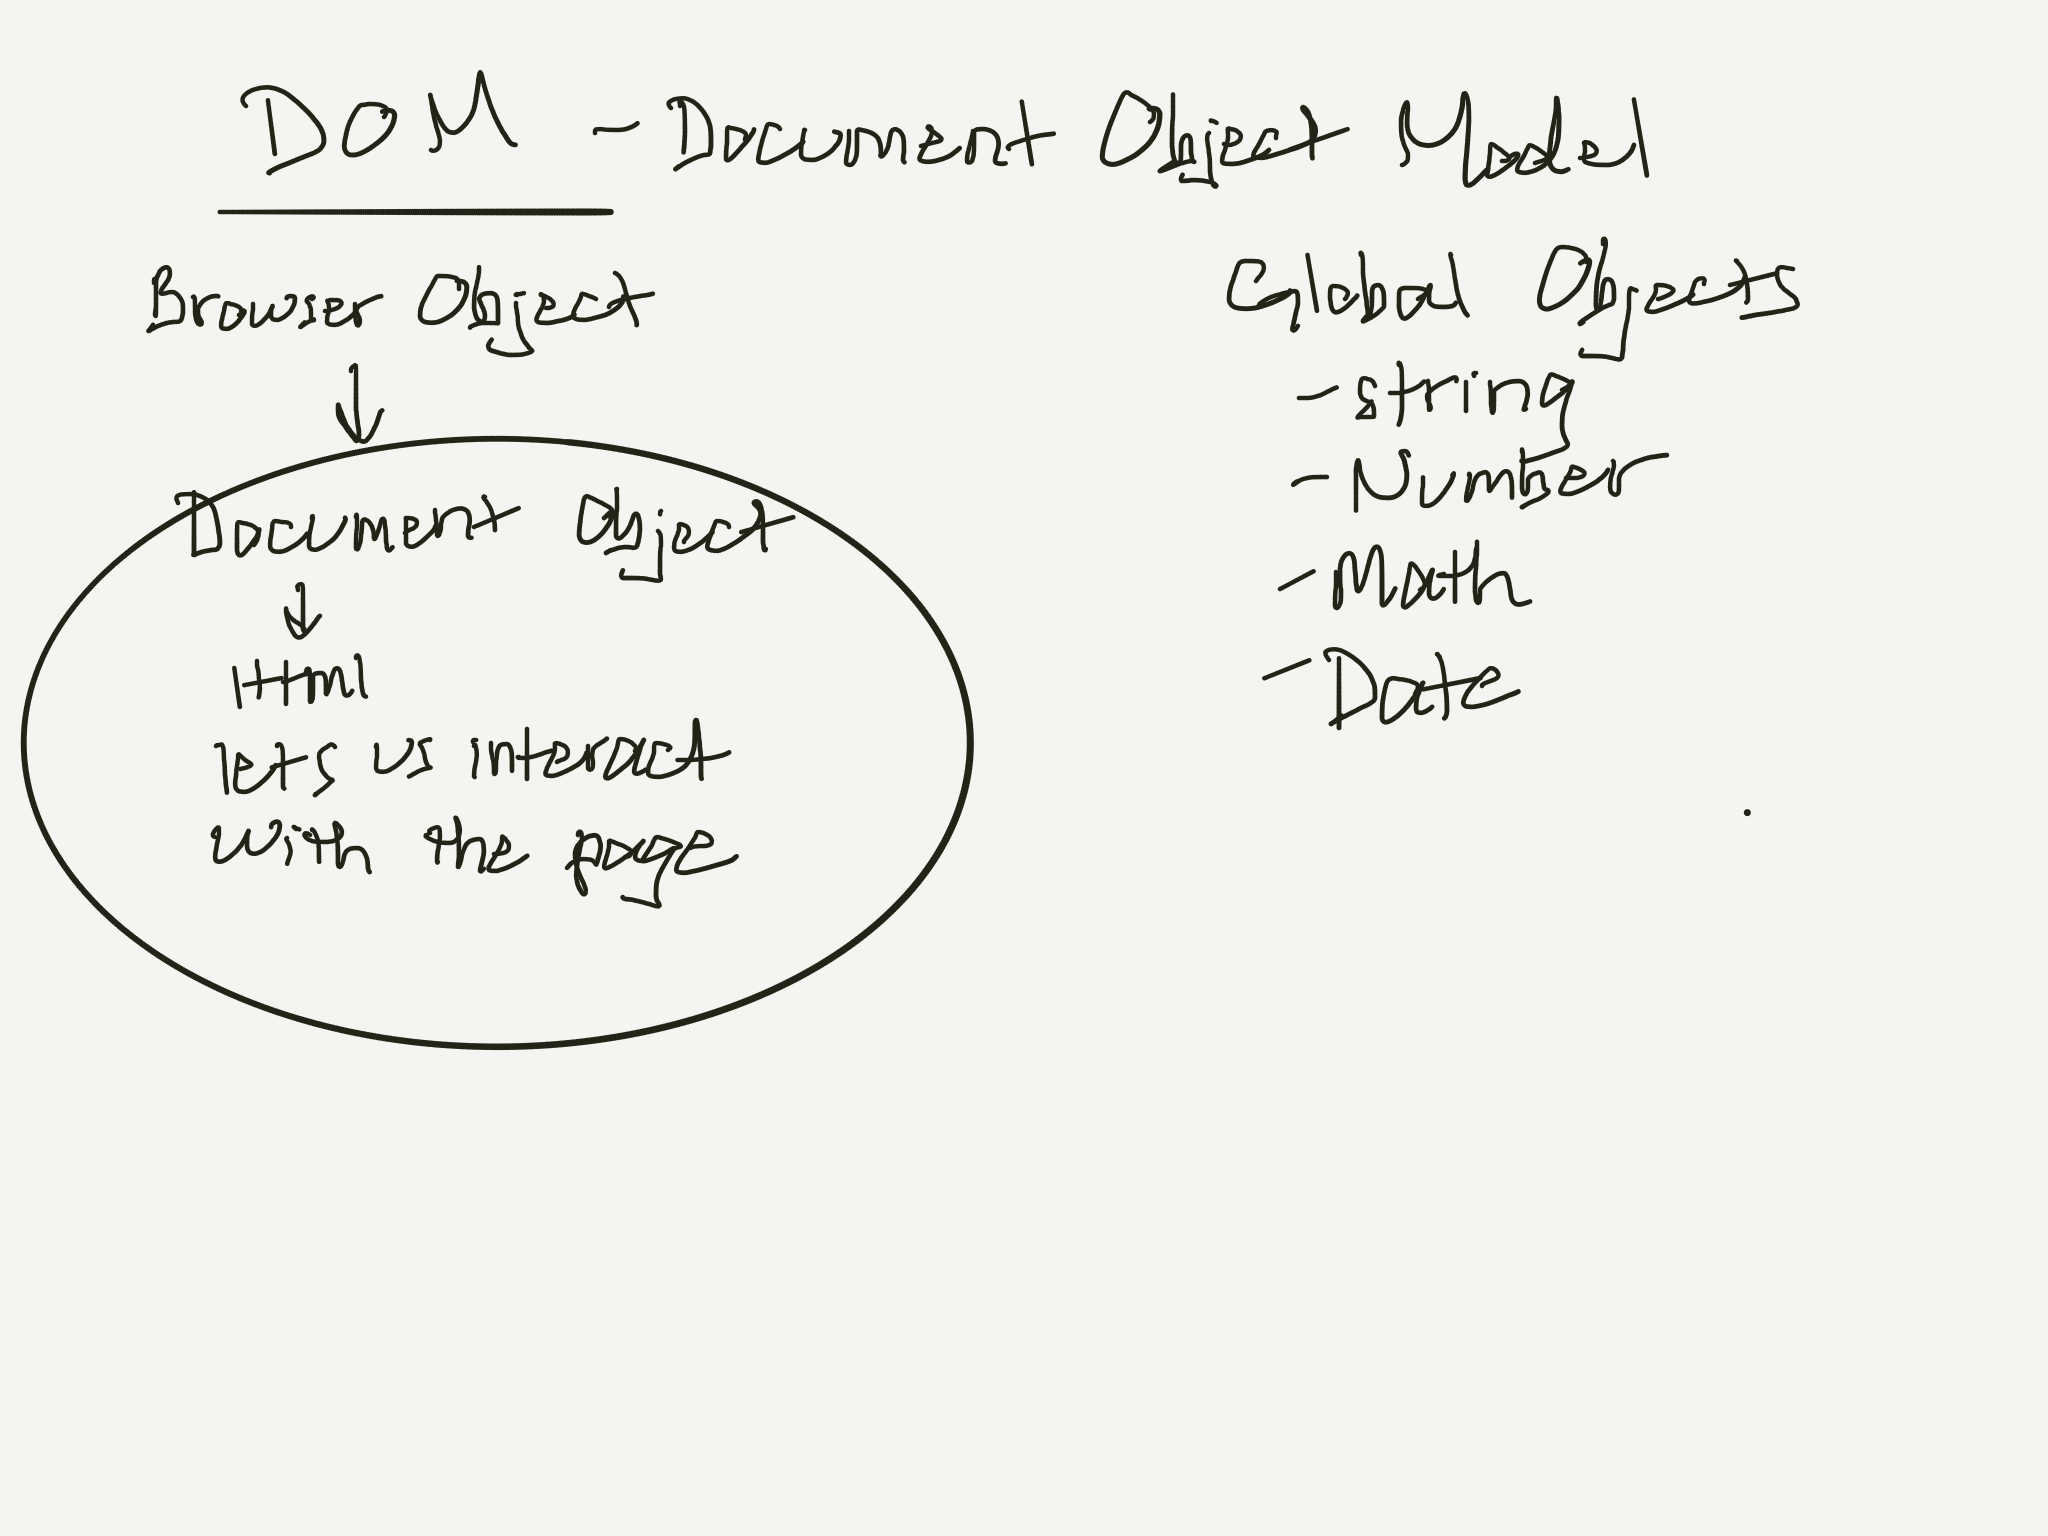 DOM - Document Object Model
Browser Object
Document Object
Html
lets us interact
with the page
Global Objects
- string
- Number
- Math
- Date